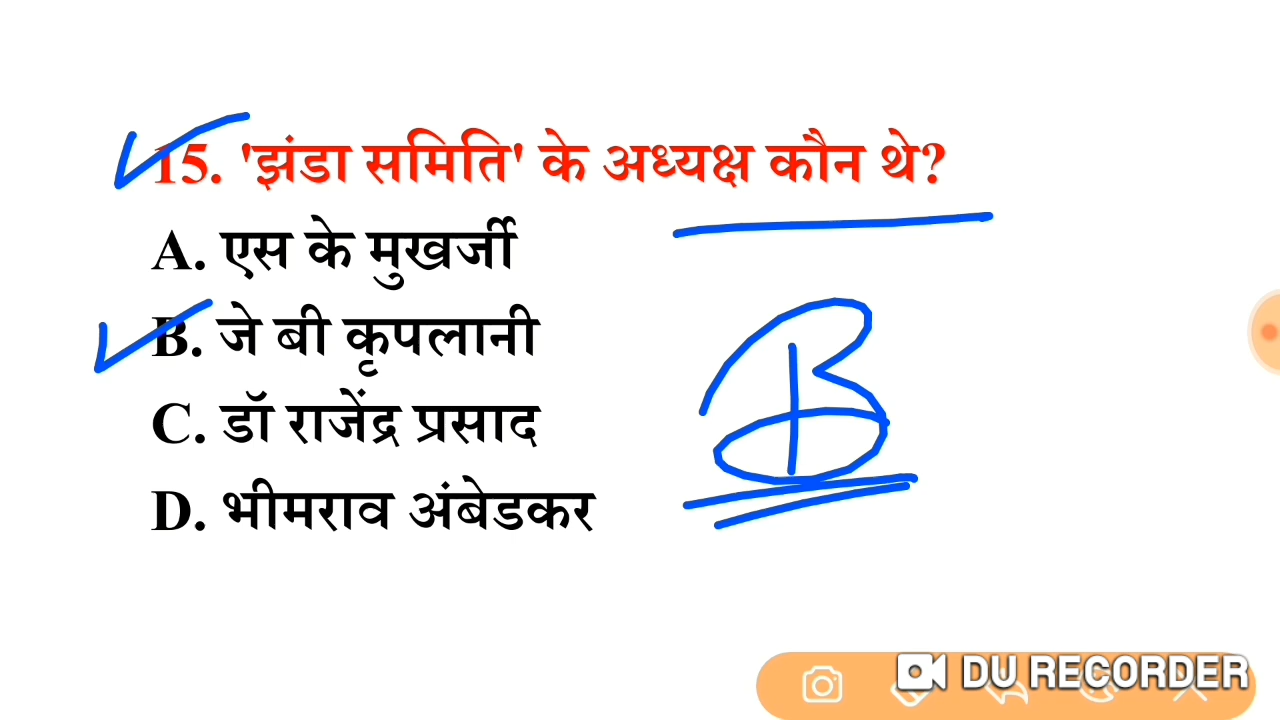 15. 'झंडा समिति' के अध्यक्ष कौन थे?
A. एस के मुखर्जी
B. जे बी कृपलानी
B
C. डॉ राजेंद्र प्रसाद
D. भीमराव अंबेडकर
DU RECORDER